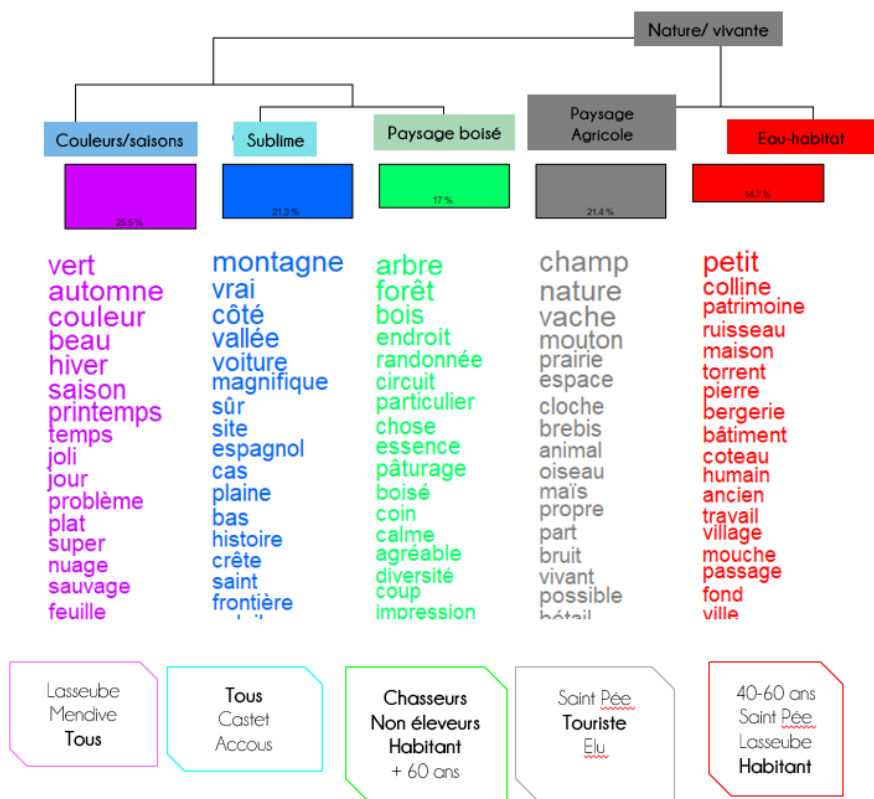 Nature/ vivante
Couleurs/saisons
Sublime
Paysage boisé
Paysage
Agricole
Eau-habitat
25.5 %
21.3 %
17 %
21.4 %
14.7 %
vert
automne
couleur
beau
hiver
saison
printemps
temps
joli
jour
problème
plat
super
nuage
sauvage
feuille
montagne
vrai
côté
vallée
voiture
magnifique
sûr
site
espagnol
cas
plaine
bas
histoire
crête
saint
frontière
arbre
forêt
bois
endroit
randonnée
circuit
particulier
chose
essence
pâturage
boisé
coin
calme
agréable
diversité
coup
impression
champ
nature
vache
mouton
prairie
espace
cloche
brebis
animal
oiseau
maïs
propre
part
bruit
vivant
possible
bétail
petit
colline
patrimoine
ruisseau
maison
torrent
pierre
bergerie
bâtiment
coteau
humain
ancien
travail
village
mouche
passage
fond
ville
Lasseube
Mendive
Tous
Tous
Castet
Accous
Chasseurs
Non éleveurs
Habitant
+ 60 ans
Saint Pée
Touriste
Elu
40-60 ans
Saint Pée
Lasseube
Habitant